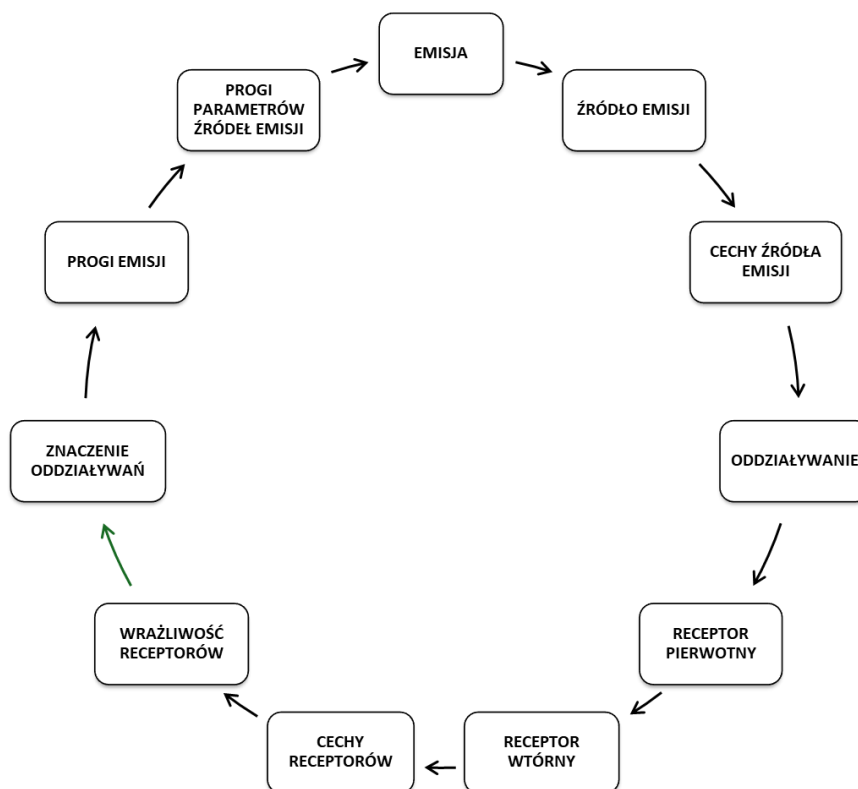 EMISJA
ŹRÓDŁO EMISJI
CECHY ŹRÓDŁA
EMISJI
ODDZIAŁYWANIE
RECEPTOR
PIERWOTNY
RECEPTOR
WTÓRNY
CECHY
RECEPTORÓW
WRAŻLIWOŚĆ
RECEPTORÓW
ZNACZENIE
ODDZIAŁYWAŃ
PROGI EMISJI
PROGI
PARAMETRÓW
ŹRÓDEŁ EMISJI